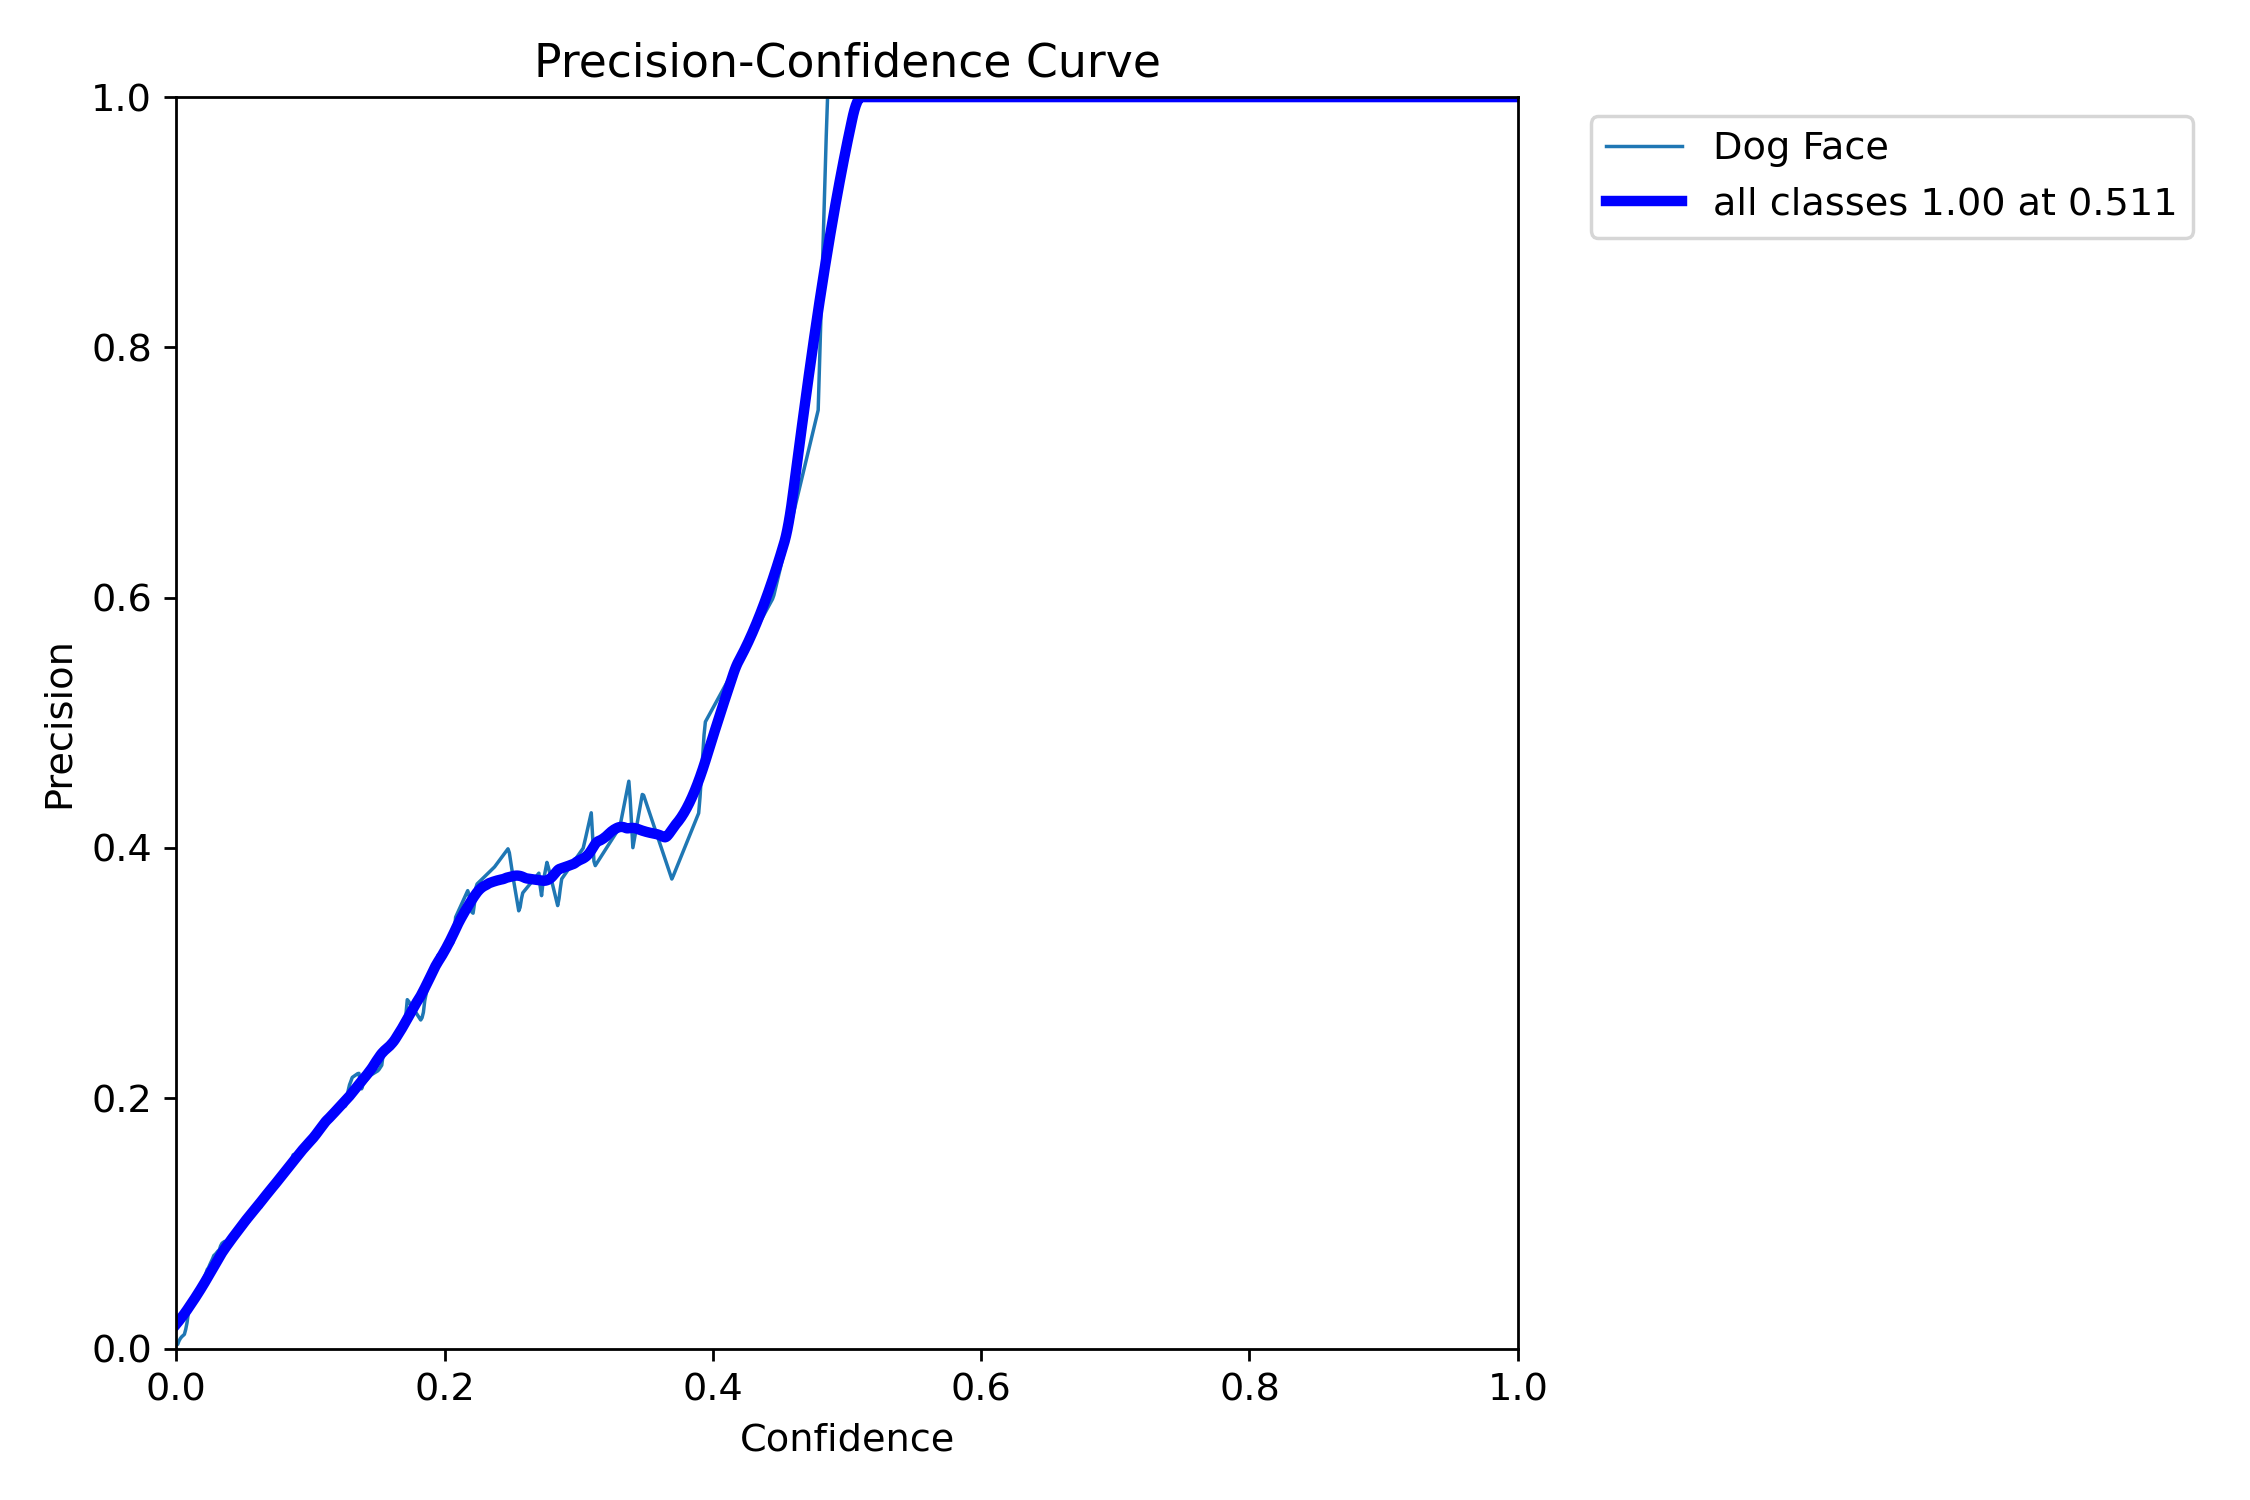 Precision-Confidence Curve
Dog Face
all classes 1.00 at 0.511
1.0
0.8
0.6
0.4
0.2
0.0
Precision
0.0 0.2 0.4 0.6 0.8 1.0
Confidence